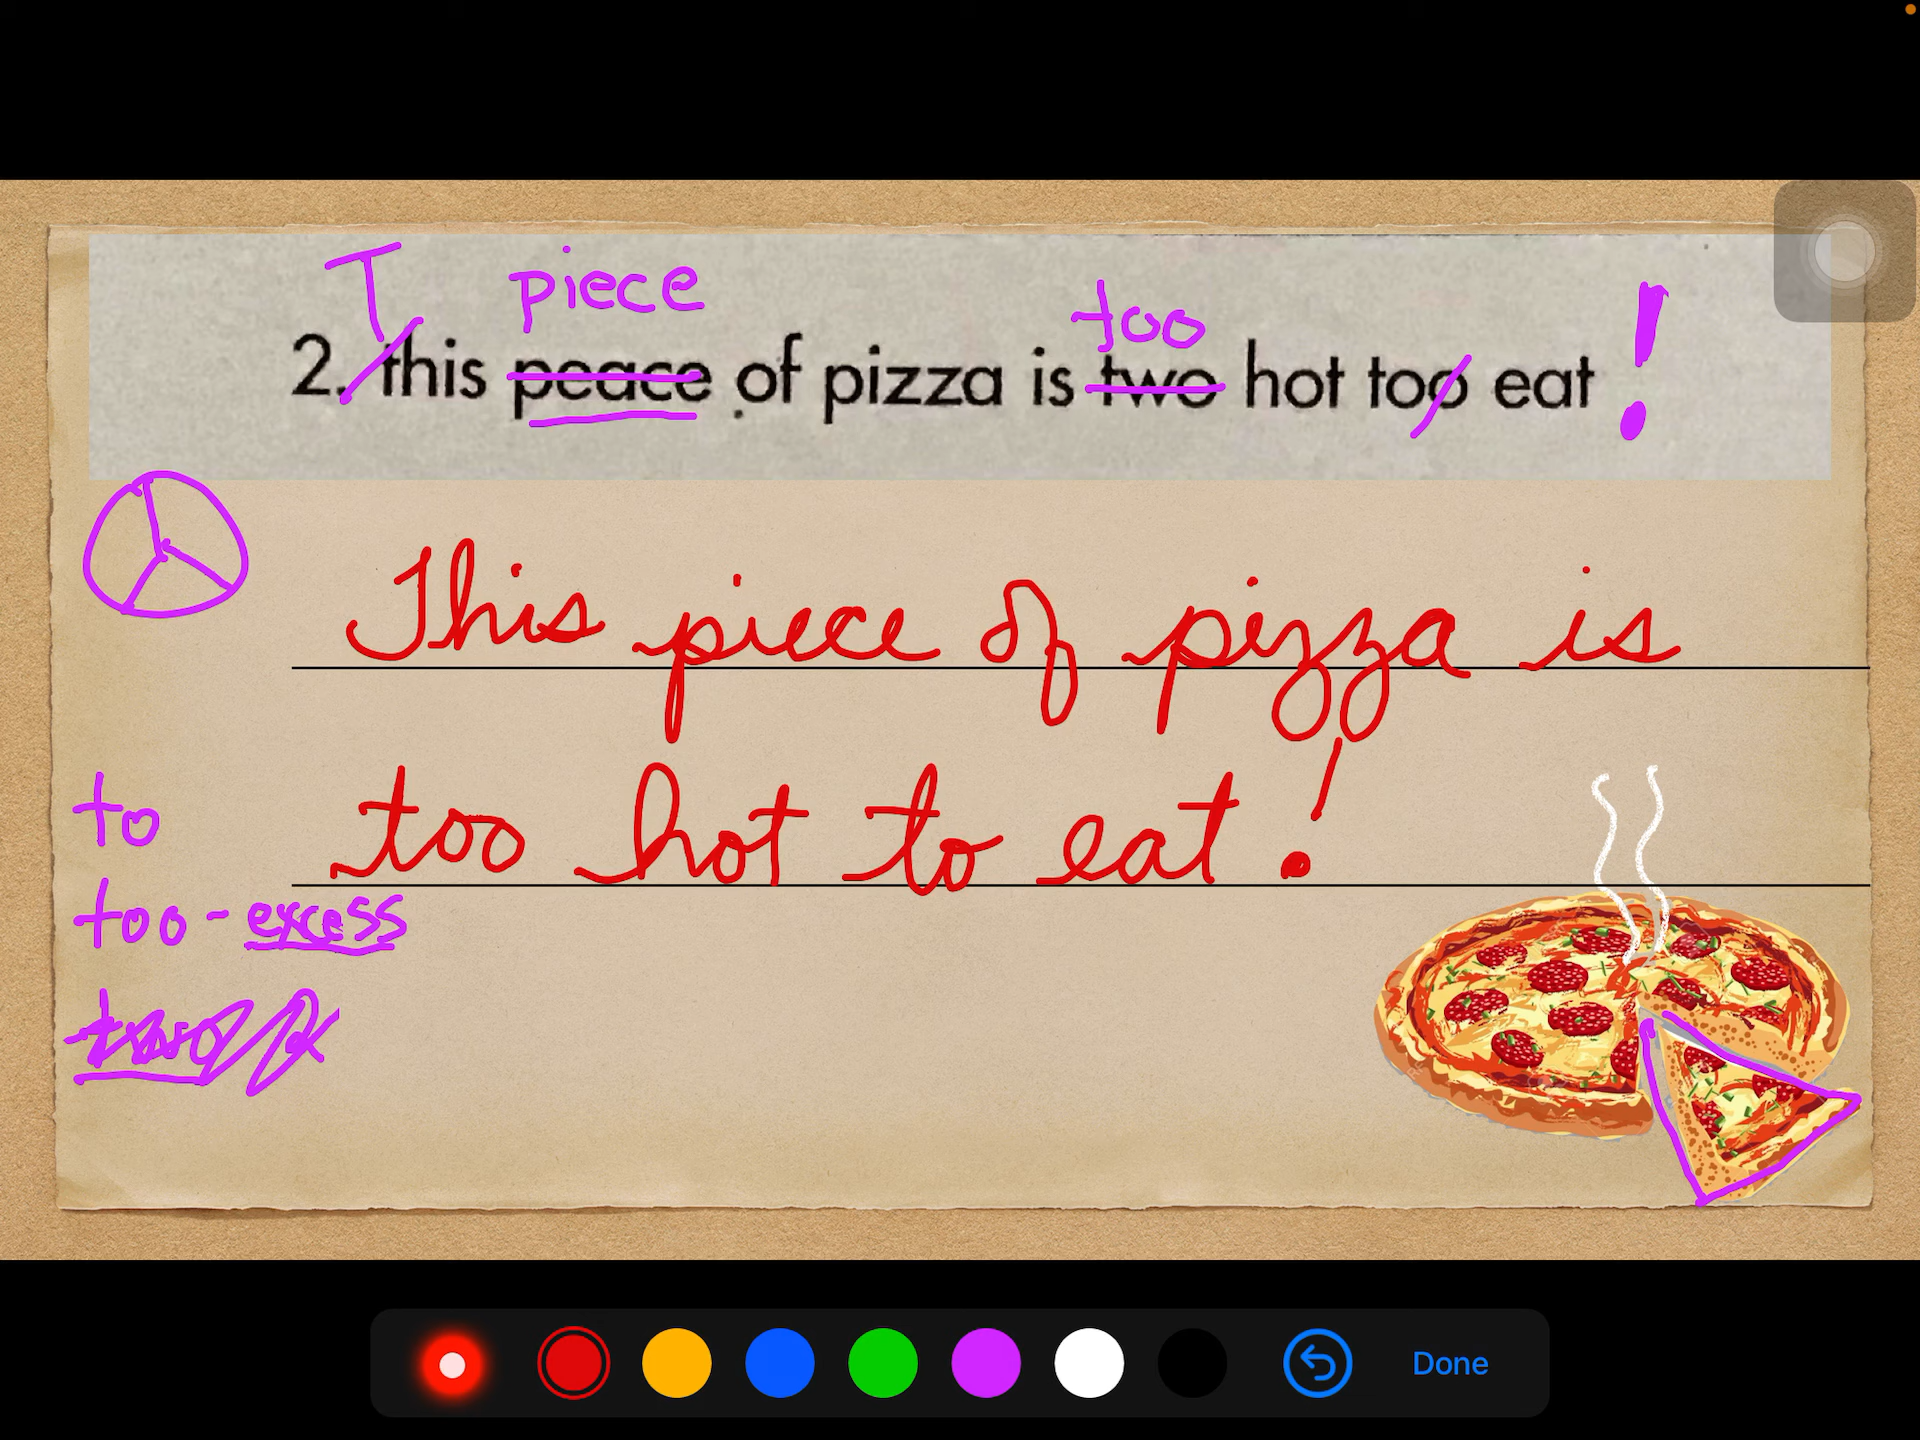 T piece too !
2. this peace of pizza is two hot too eat
This piece of pizza is
too hot to eat!
to
too - excess
Done